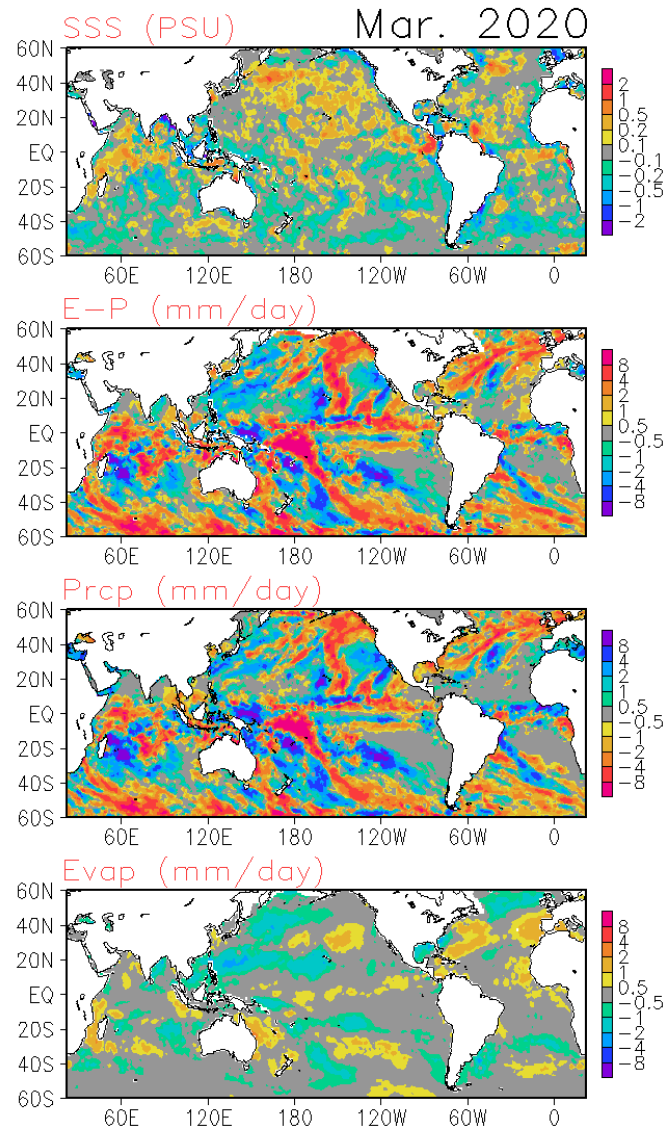 SSS (PSU) Mar. 2020
60N
40N
20N
EQ
20S
40S
60S
60E 120E 180 120W 60W 0
2
1
0.5
0.2
0.1
−0.1
−0.2
−0.5
−1
−2
E−P (mm/day)
60N
40N
20N
EQ
20S
40S
60S
60E 120E 180 120W 60W 0
8
4
2
1
0.5
−0.5
−1
−2
−4
−8
Prcp (mm/day)
60N
40N
20N
EQ
20S
40S
60S
60E 120E 180 120W 60W 0
8
4
2
1
0.5
−0.5
−1
−2
−4
−8
Evap (mm/day)
60N
40N
20N
EQ
20S
40S
60S
60E 120E 180 120W 60W 0
8
4
2
1
0.5
−0.5
−1
−2
−4
−8